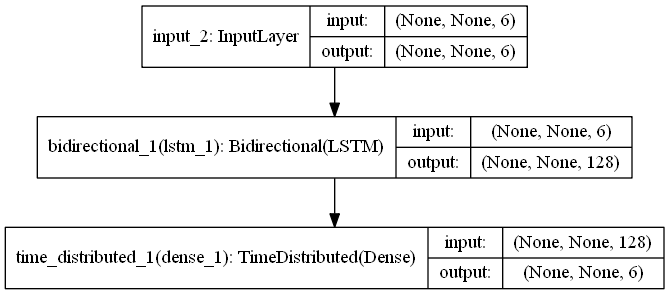 input_2: InputLayer
input: (None, None, 6)
output: (None, None, 6)
bidirectional_1(lstm_1): Bidirectional(LSTM)
input: (None, None, 6)
output: (None, None, 128)
time_distributed_1(dense_1): TimeDistributed(Dense)
input: (None, None, 128)
output: (None, None, 6)